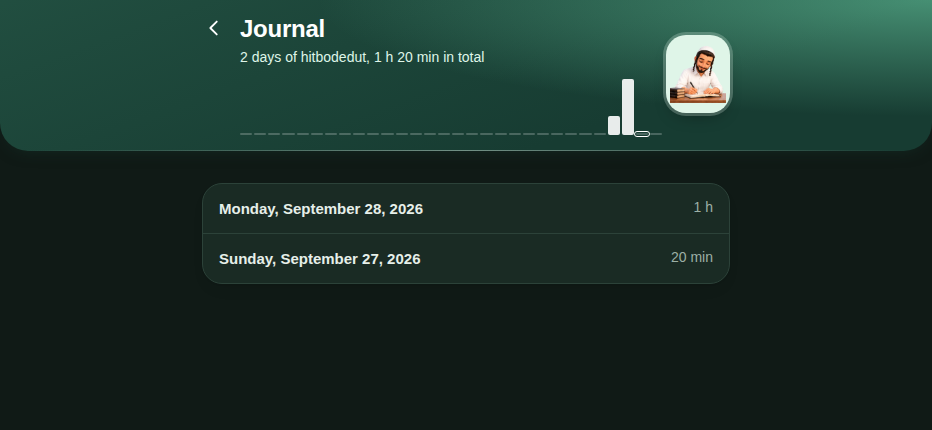 Journal
2 days of hitbodedut, 1 h 20 min in total
Monday, September 28, 2026 1 h
Sunday, September 27, 2026 20 min